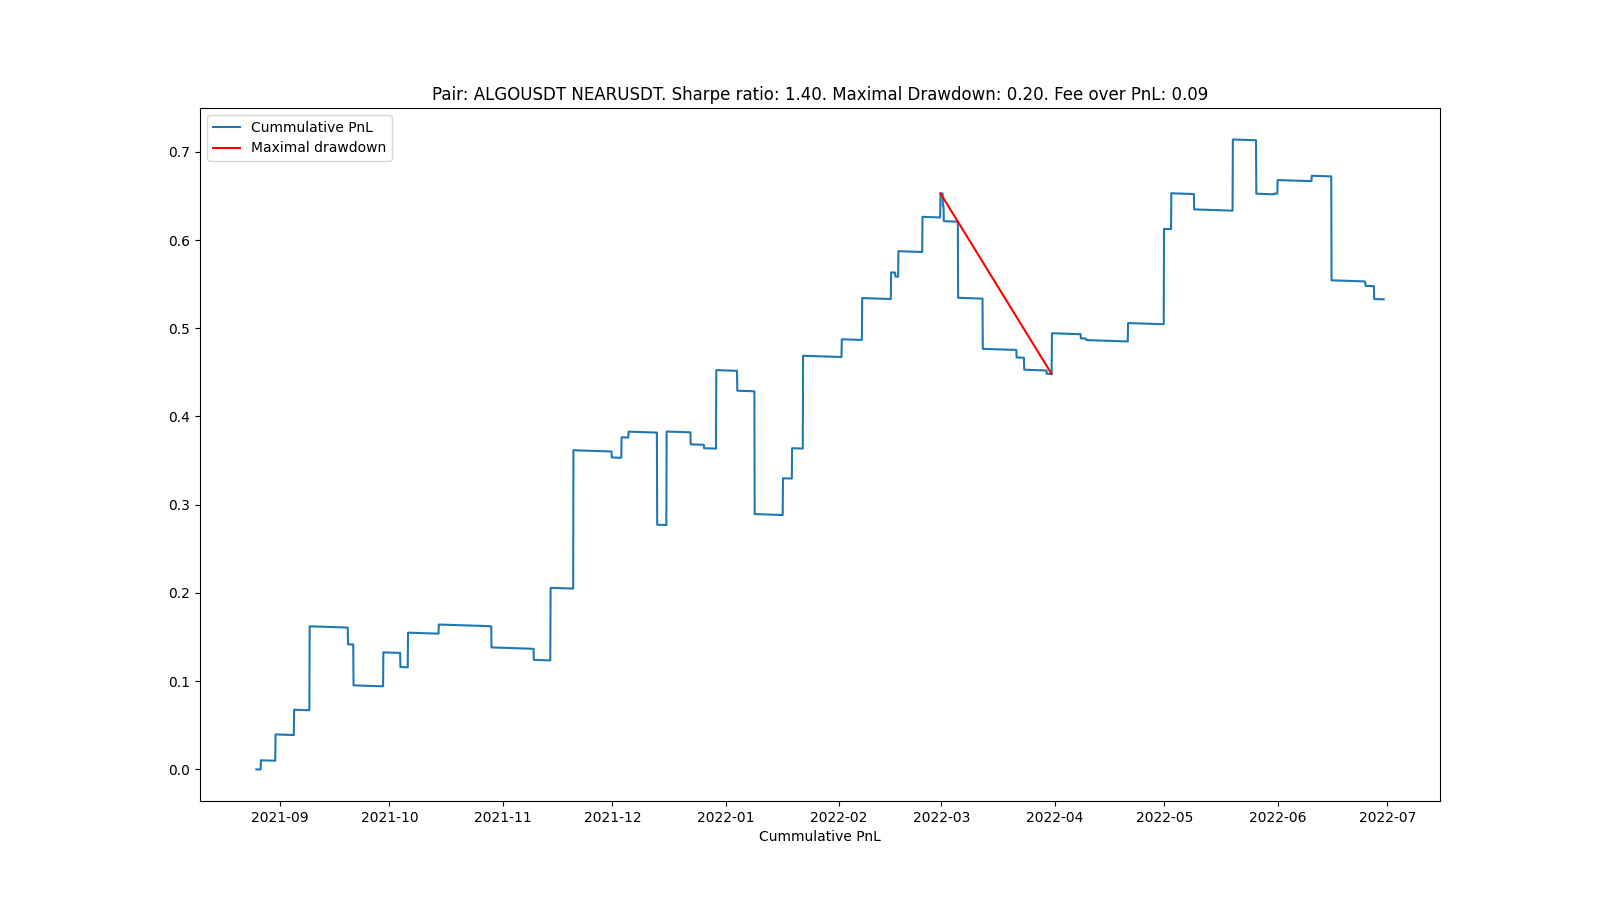 Pair: ALGOUSDT NEARUSDT. Sharpe ratio: 1.40. Maximal Drawdown: 0.20. Fee over PnL: 0.09
Cummulative PnL
Maximal drawdown
0.7
0.6
0.5
0.4
0.3
0.2
0.1
0.0
2021-09 2021-10 2021-11 2021-12 2022-01 2022-02 2022-03 2022-04 2022-05 2022-06 2022-07
Cummulative PnL